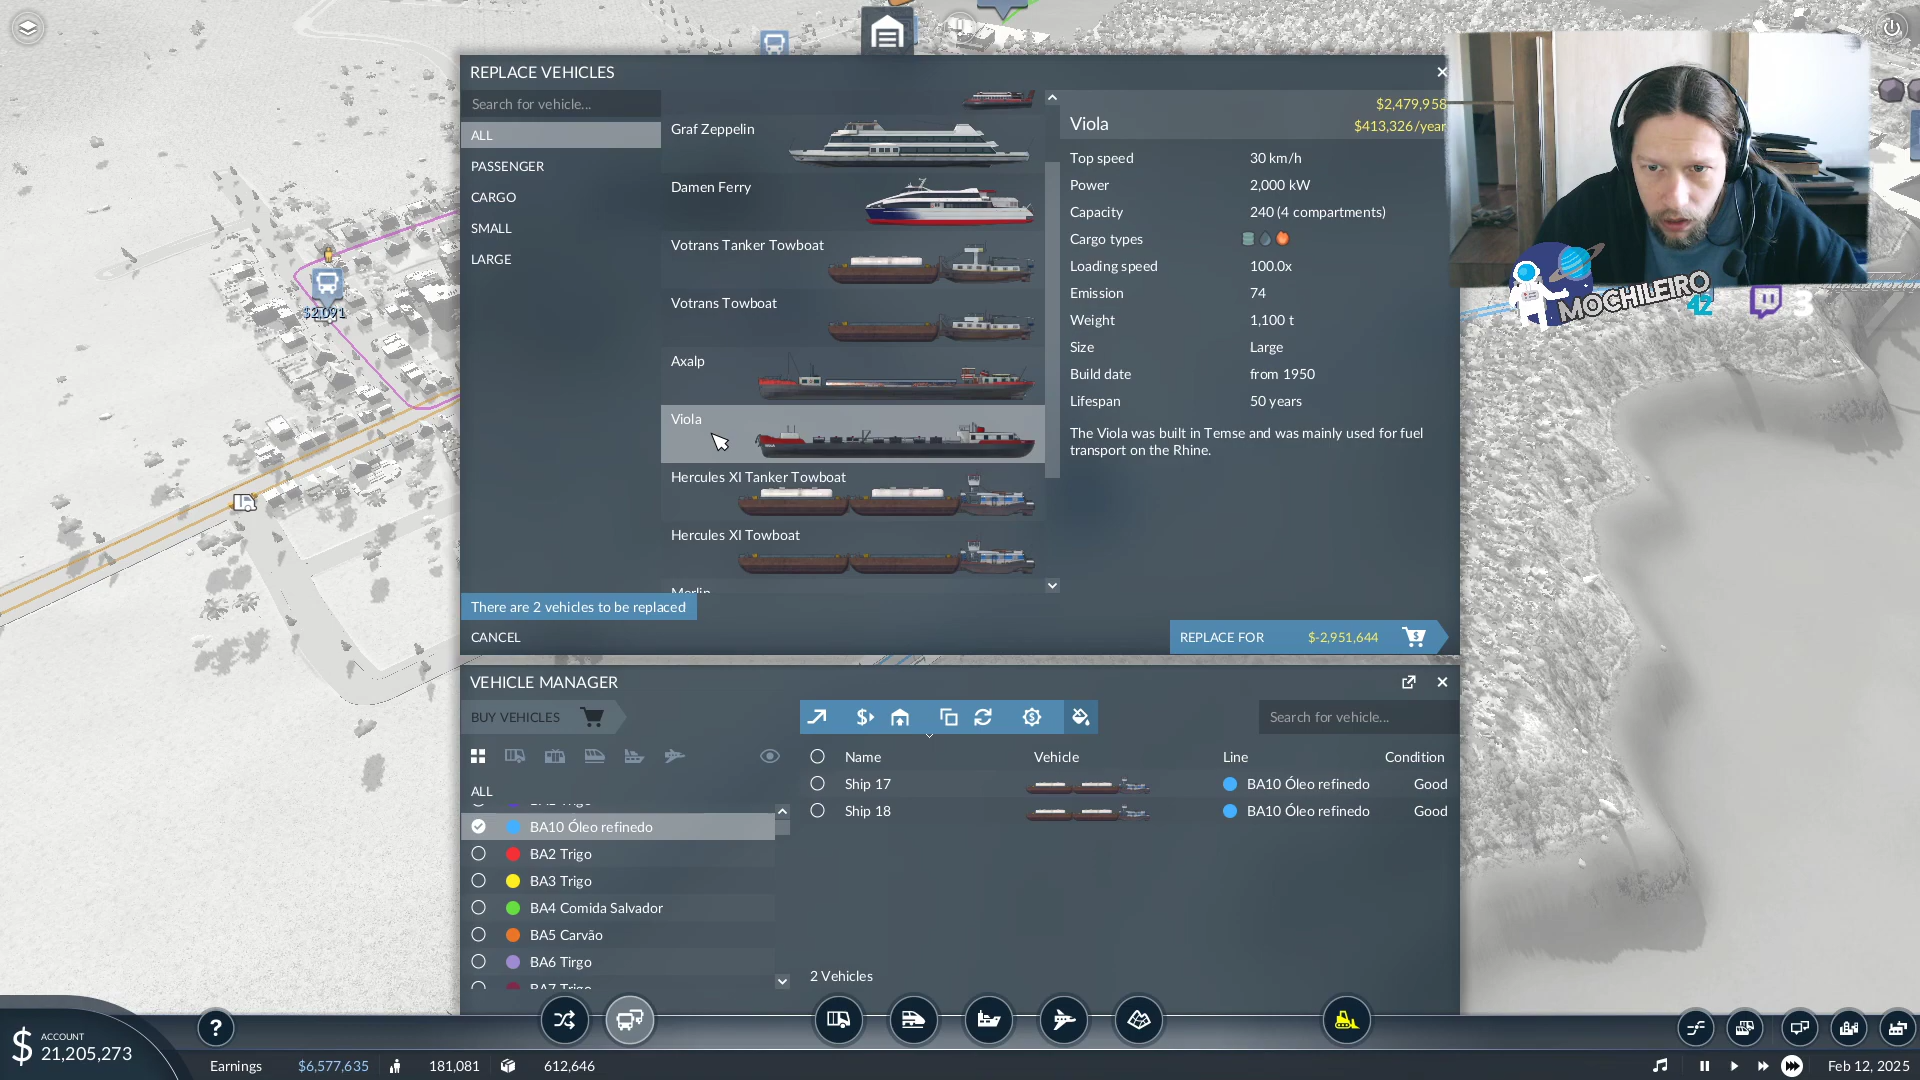 REPLACE VEHICLES
Search for vehicle...
ALL
PASSENGER
CARGO
SMALL
LARGE
Graf Zeppelin
Damen Ferry
Votrans Tanker Towboat
Votrans Towboat
Axalp
Viola
Hercules XI Tanker Towboat
Hercules XI Towboat
Merlin
$2,479,958
Viola
$413,326/year
Top speed 30 km/h
Power 2,000 kW
Capacity 240 (4 compartments)
Cargo types
Loading speed 100.0x
Emission 74
Weight 1,100 t
Size Large
Build date from 1950
Lifespan 50 years
The Viola was built in Temse and was mainly used for fuel
transport on the Rhine.
There are 2 vehicles to be replaced
CANCEL
REPLACE FOR $-2,951,644
MOCHILEIRO
42
3
$2,091
VEHICLE MANAGER
BUY VEHICLES
Search for vehicle...
ALL
BA10 Óleo refinedo
BA2 Trigo
BA3 Trigo
BA4 Comida Salvador
BA5 Carvão
BA6 Tirgo
BA7 Trigo
Name Vehicle Line Condition
Ship 17 BA10 Óleo refinedo Good
Ship 18 BA10 Óleo refinedo Good
2 Vehicles
?
$ ACCOUNT
21,205,273
Earnings $6,577,635 181,081 612,646
Feb 12, 2025